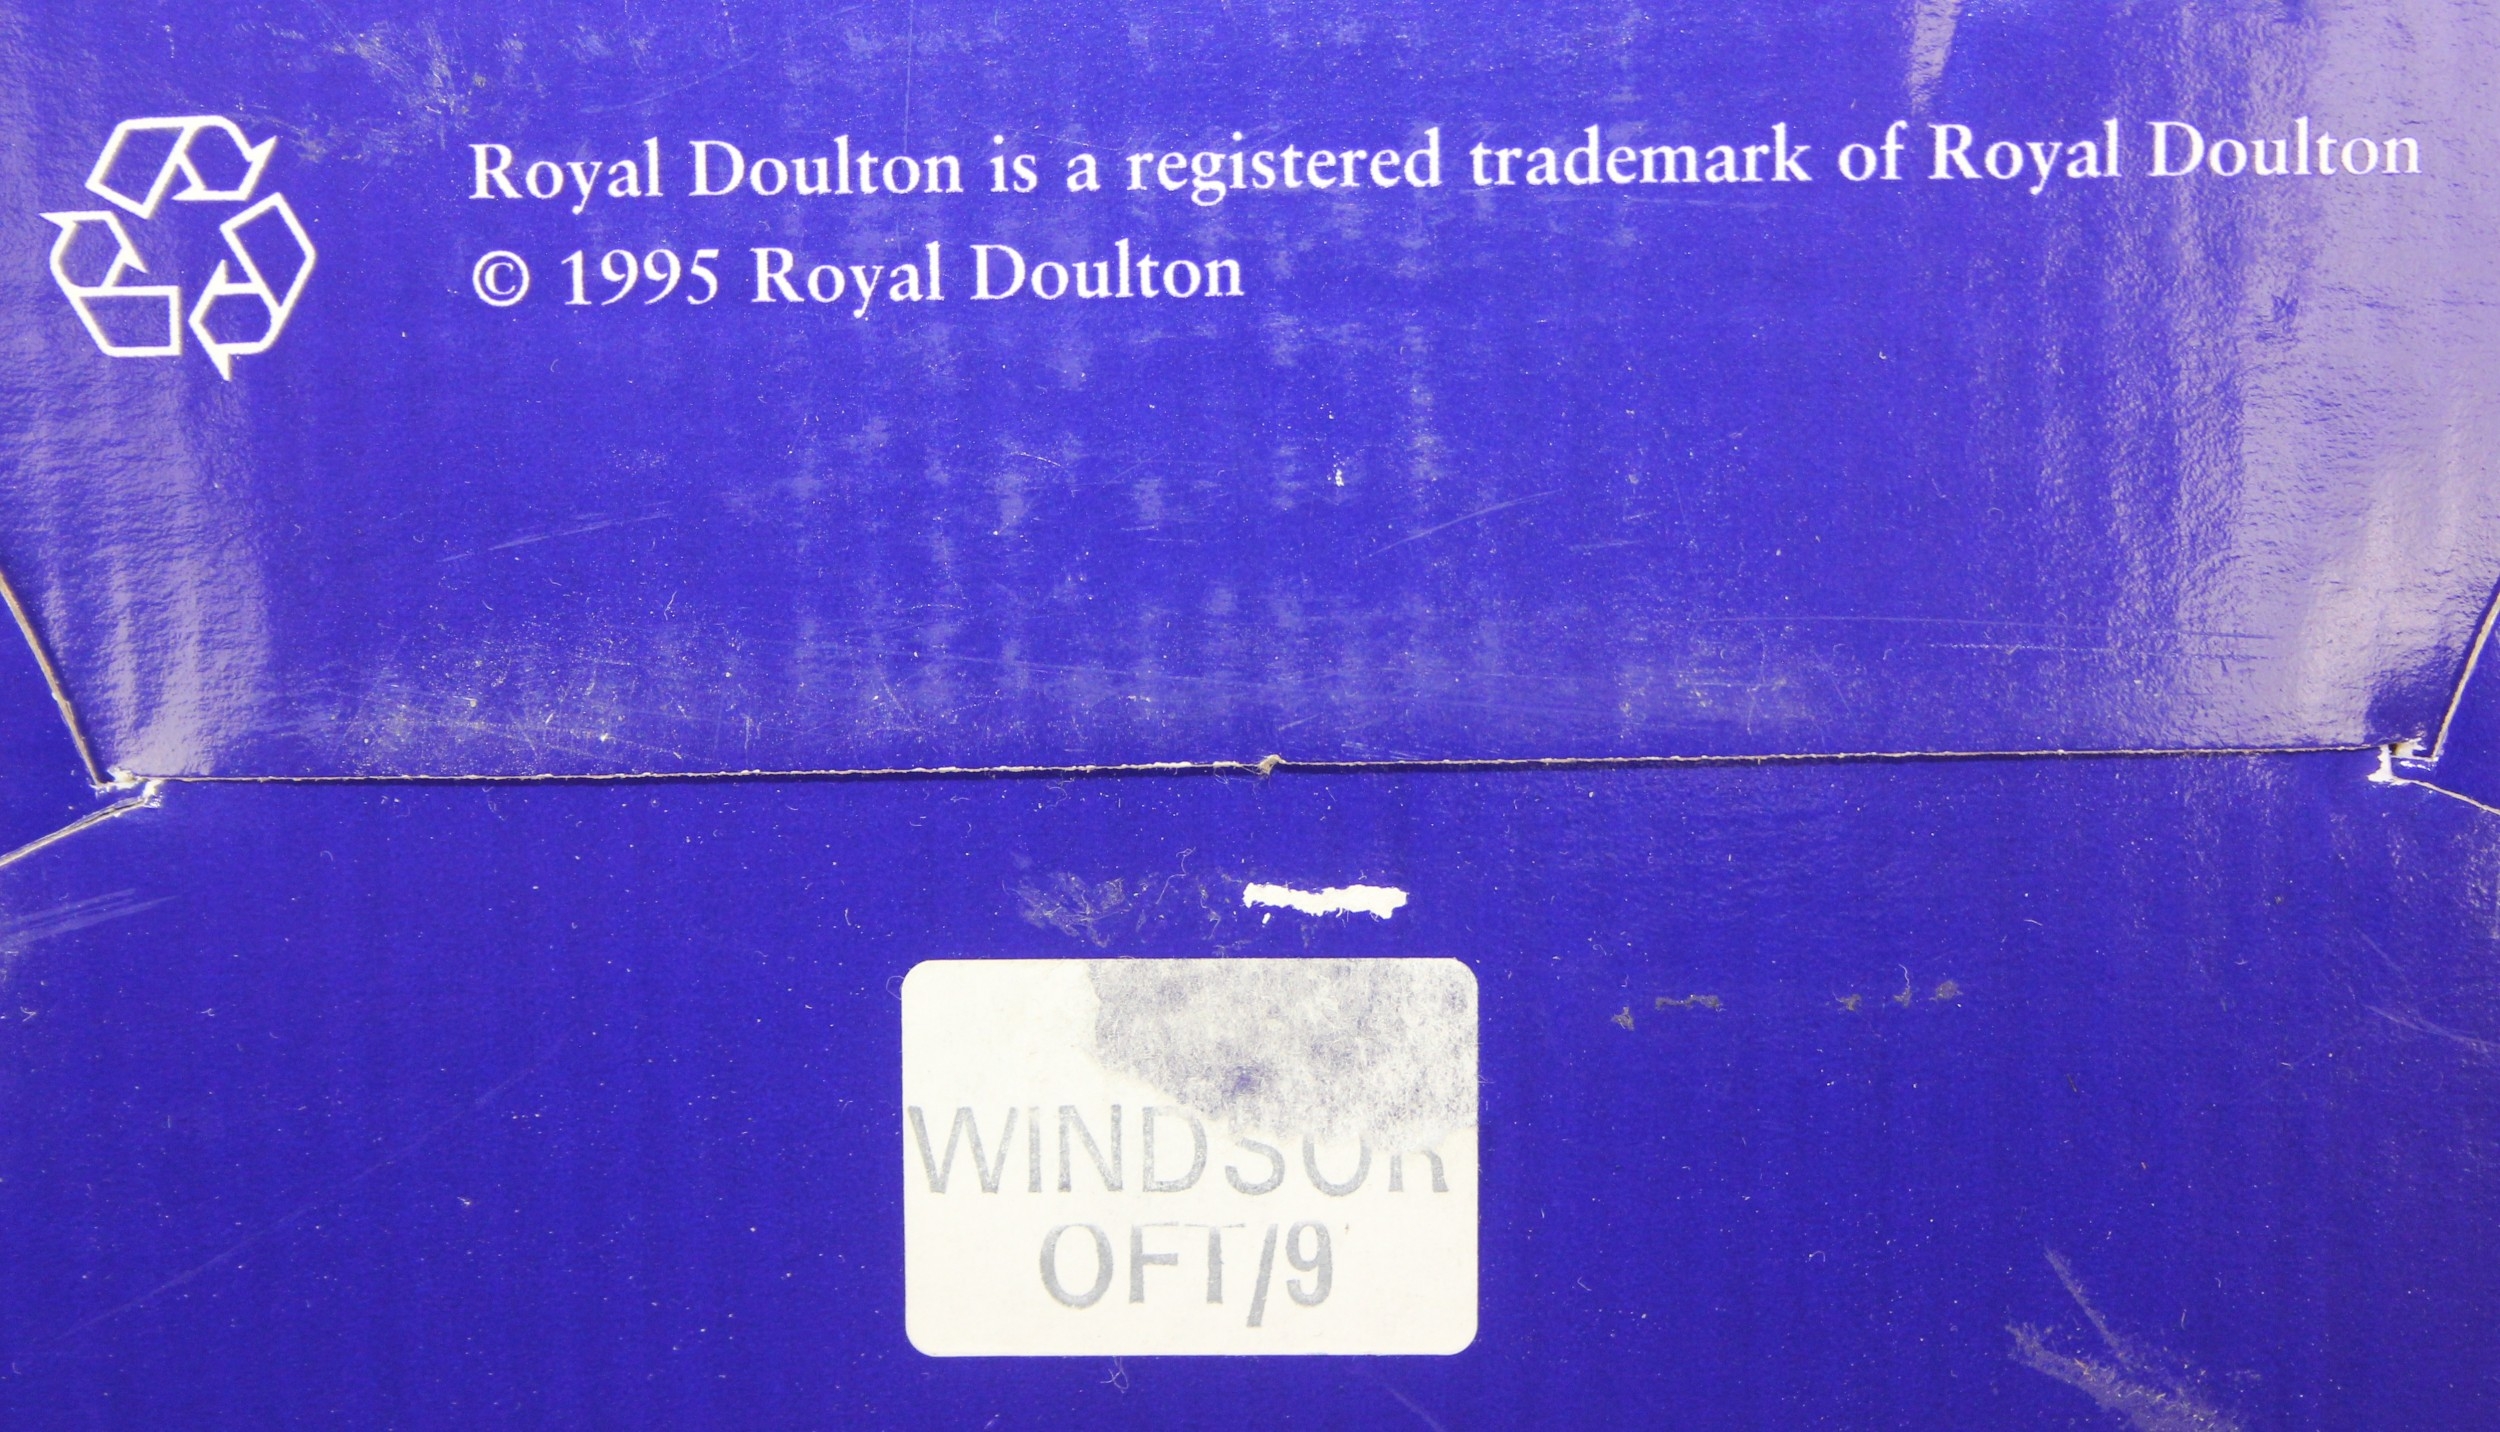 Royal Doulton is a registered trademark of Royal Doulton
© 1995 Royal Doulton
WINDSOR
OFT/9